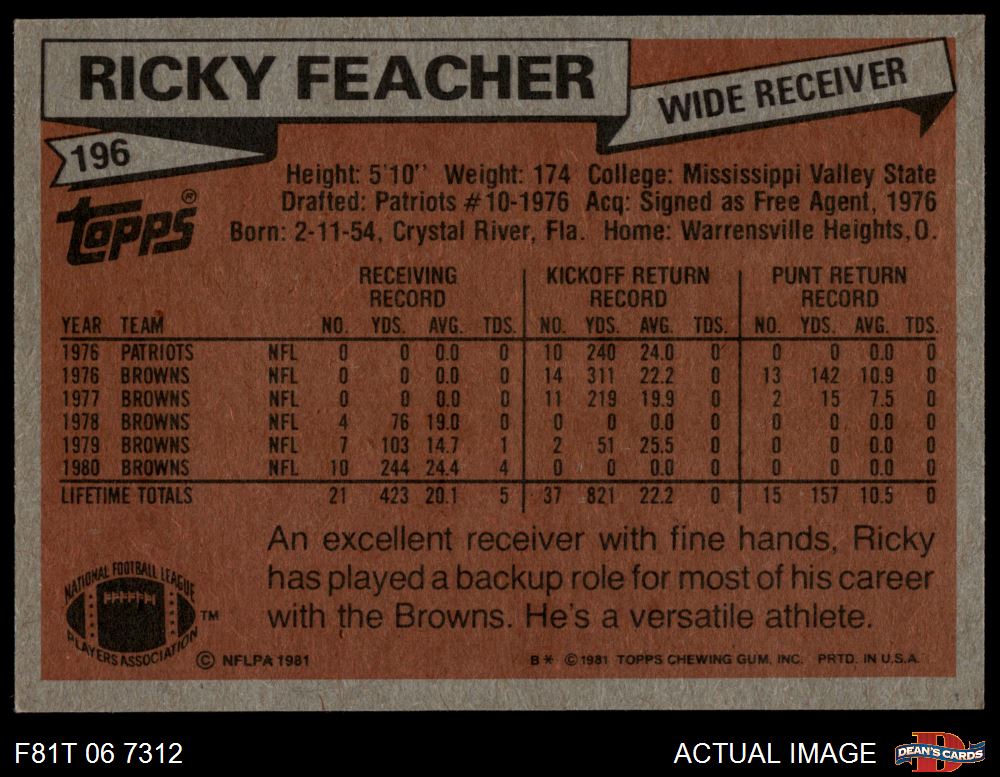 RICKY FEACHER
WIDE RECEIVER
196
topps®
Height: 5'10" Weight: 174 College: Mississippi Valley State
Drafted: Patriots #10-1976 Acq: Signed as Free Agent, 1976
Born: 2-11-54, Crystal River, Fla. Home: Warrensville Heights, O.
RECEIVING RECORD KICKOFF RETURN RECORD PUNT RETURN RECORD
YEAR TEAM NO. YDS. AVG. TDS. NO. YDS. AVG. TDS. NO. YDS. AVG. TDS.
1976 PATRIOTS NFL 0 0 0.0 0 10 240 24.0 0 0 0 0.0 0
1976 BROWNS NFL 0 0 0.0 0 14 311 22.2 0 13 142 10.9 0
1977 BROWNS NFL 0 0 0.0 0 11 219 19.9 0 2 15 7.5 0
1978 BROWNS NFL 4 76 19.0 0 0 0 0.0 0 0 0 0.0 0
1979 BROWNS NFL 7 103 14.7 1 2 51 25.5 0 0 0 0.0 0
1980 BROWNS NFL 10 244 24.4 4 0 0 0.0 0 0 0 0.0 0
LIFETIME TOTALS 21 423 20.1 5 37 821 22.2 0 15 157 10.5 0
An excellent receiver with fine hands, Ricky
has played a backup role for most of his career
with the Browns. He's a versatile athlete.
NATIONAL FOOTBALL LEAGUE
PLAYERS ASSOCIATION
™
© NFLPA 1981
B* © 1981 TOPPS CHEWING GUM, INC. PRTD. IN U.S.A.
F81T 06 7312
ACTUAL IMAGE
DEAN'S CARDS